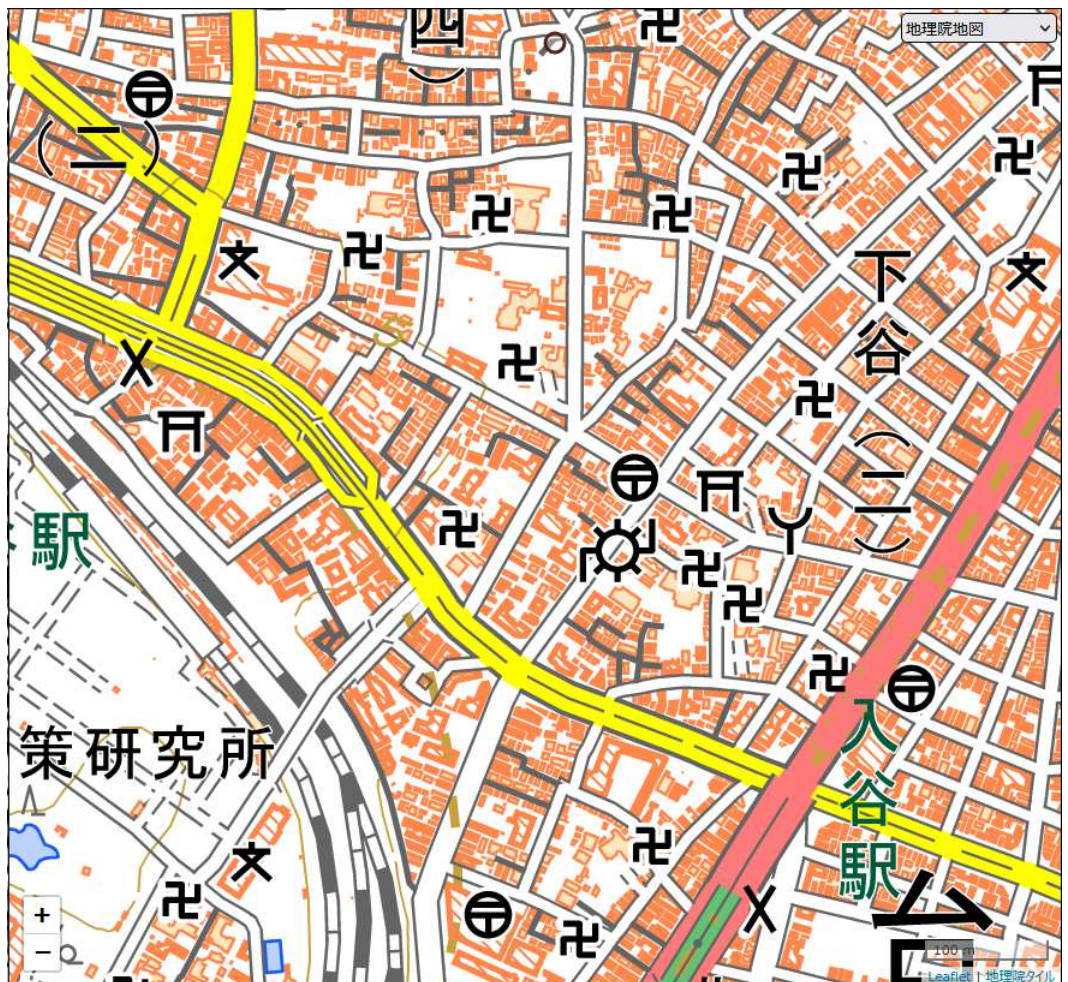 四)
地理院地図
(二)
下谷(二)
駅
策研究所
入谷駅
台
+
−
100 m
Leaflet | 地理院タイル